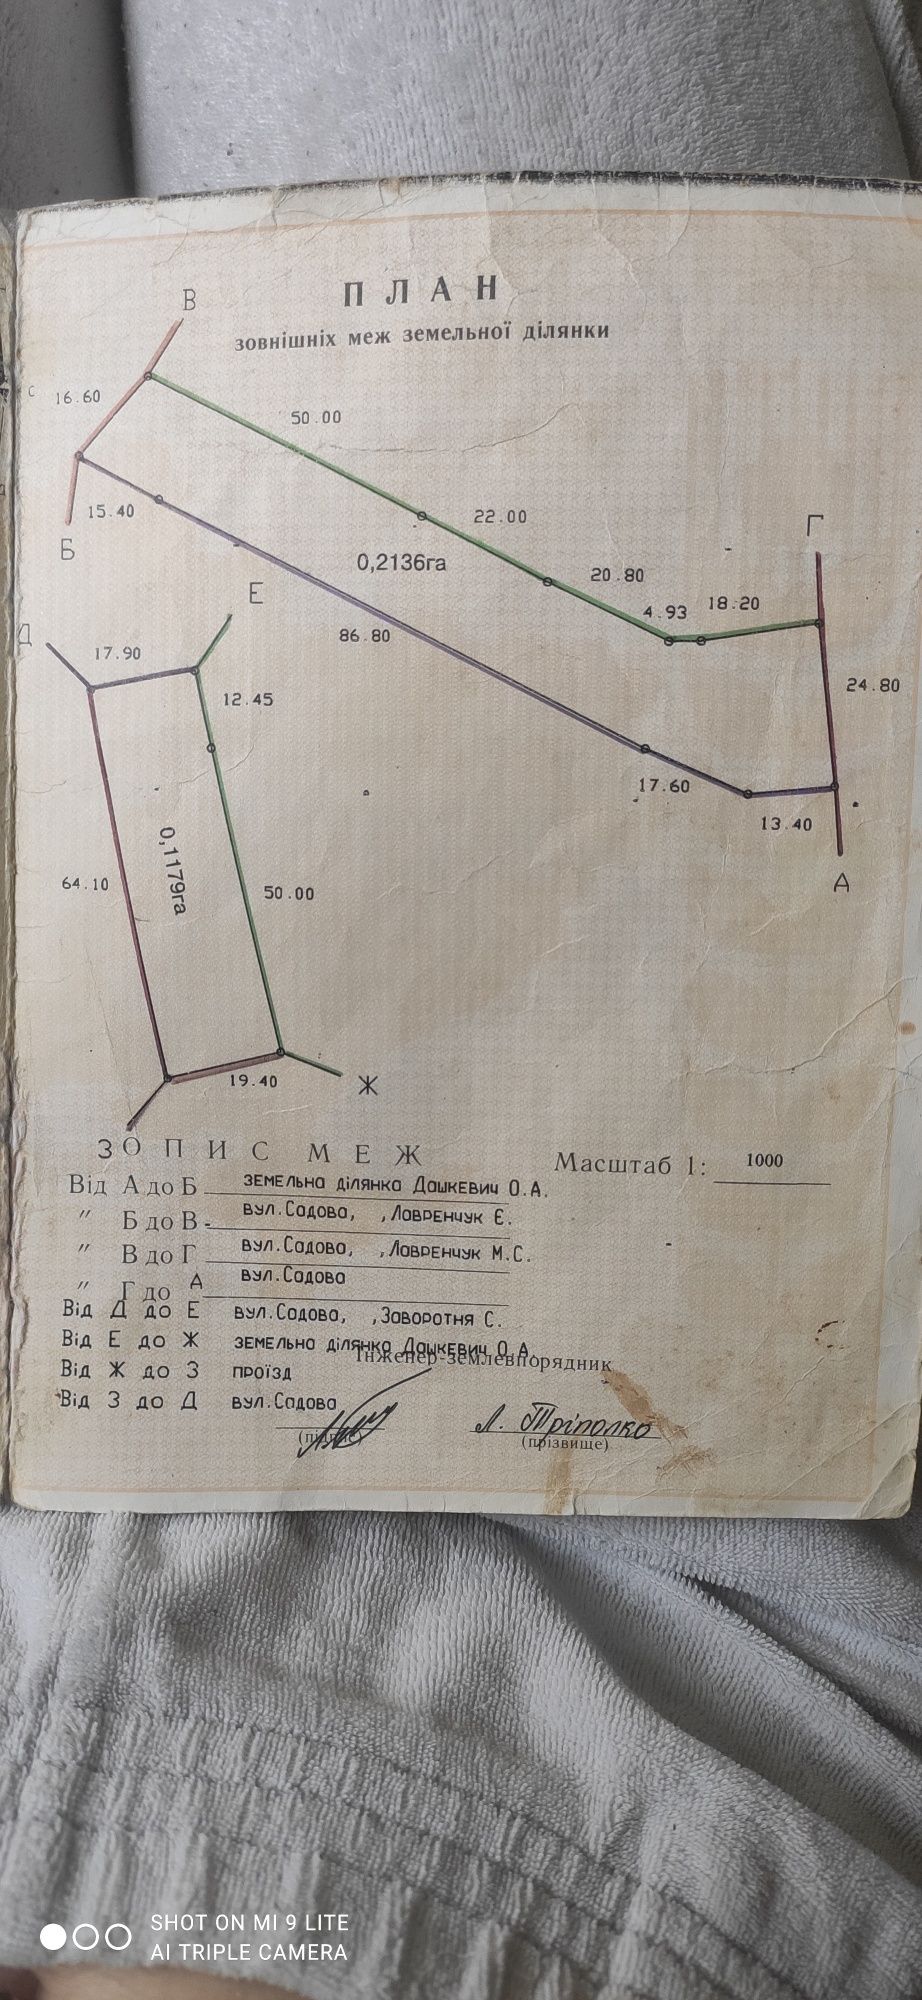 В
ПЛАН
зовнішніх меж земельної ділянки
16.60
50.00
15.40
22.00
Г
Б
0,2136га
20.80
Е
4.93
18.20
Д
86.80
17.90
24.80
12.45
17.60
13.40
0,1179га
64.10
50.00
А
19.40
Ж
ЗОПИС МЕЖ
Масштаб 1: 1000
Від А до Б земельна ділянка Дашкевич О.А.
" Б до В - вул.Садова, ,Лавренчук Є.
" В до Г вул.Садова, ,Лавренчук М.С.
" Г до А вул.Садова
Від Д до Е вул.Садова, ,Заворотня С.
Від Е до Ж земельна ділянка Дашкевич О.А.
Інженер-землевпорядник
Від Ж до З проїзд
Від З до Д вул.Садова
Л. Тріполко
(підпис) (прізвище)
SHOT ON MI 9 LITE
AI TRIPLE CAMERA